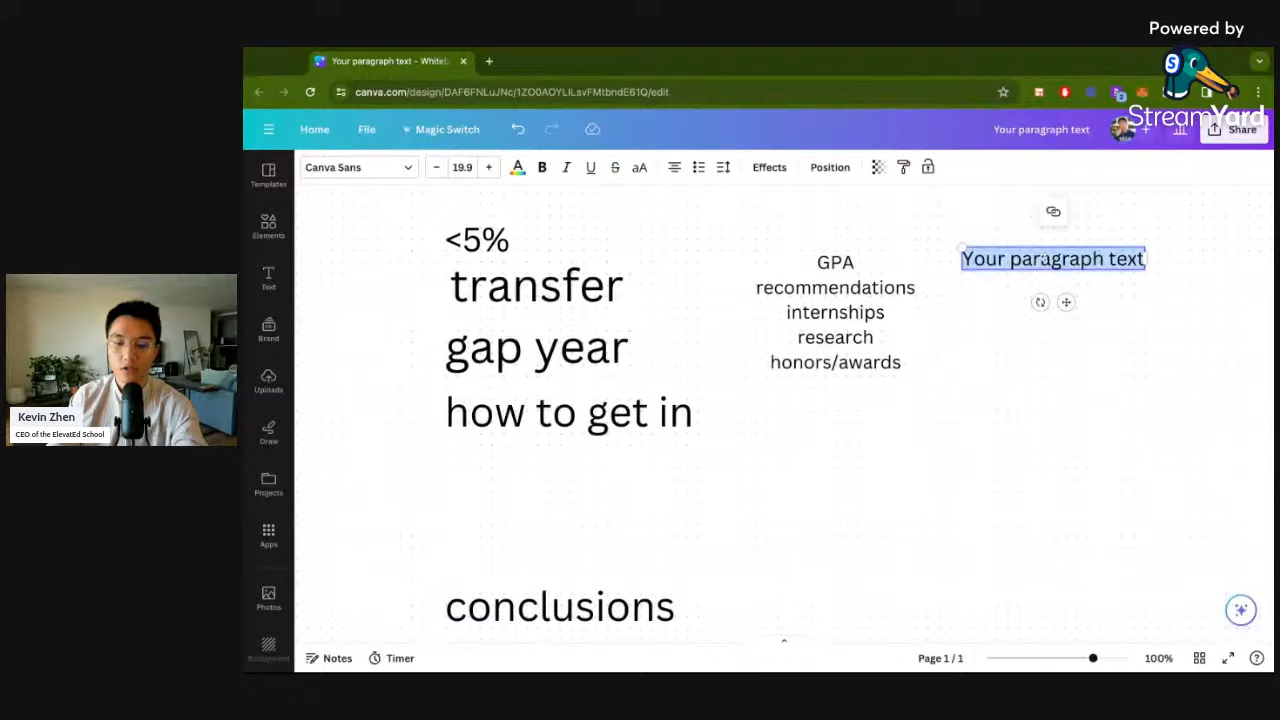 Powered by
StreamYard
Your paragraph text - Whiteb
canva.com/design/DAF6FNLuJNc/1ZO0AOYLILsvFMtbndE61Q/edit
Home File Magic Switch Your paragraph text Share
Canva Sans 19.9 A B I U S aA Effects Position
Templates
Elements
Text
Brand
Uploads
Draw
Projects
Apps
Photos
Background
<5%
transfer
gap year
how to get in
conclusions
GPA
recommendations
internships
research
honors/awards
Your paragraph text
Kevin Zhen
CEO of the ElevatEd School
Notes Timer Page 1 / 1 100%